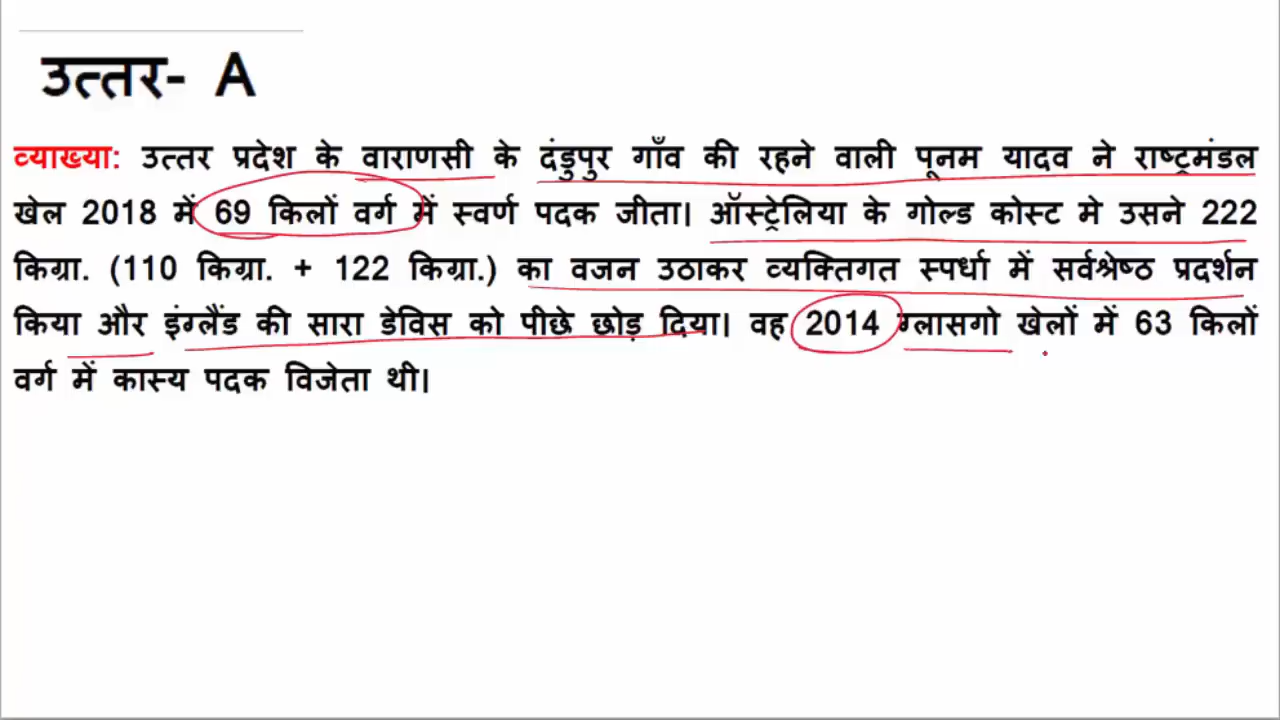 उत्तर- A
व्याख्या: उत्तर प्रदेश के वाराणसी के दंडुपुर गाँव की रहने वाली पूनम यादव ने राष्ट्रमंडल
खेल 2018 में 69 किलों वर्ग में स्वर्ण पदक जीता। ऑस्ट्रेलिया के गोल्ड कोस्ट मे उसने 222
किग्रा. (110 किग्रा. + 122 किग्रा.) का वजन उठाकर व्यक्तिगत स्पर्धा में सर्वश्रेष्ठ प्रदर्शन
किया और इंग्लैंड की सारा डेविस को पीछे छोड़ दिया। वह 2014 ग्लासगो खेलों में 63 किलों
वर्ग में कास्य पदक विजेता थी।